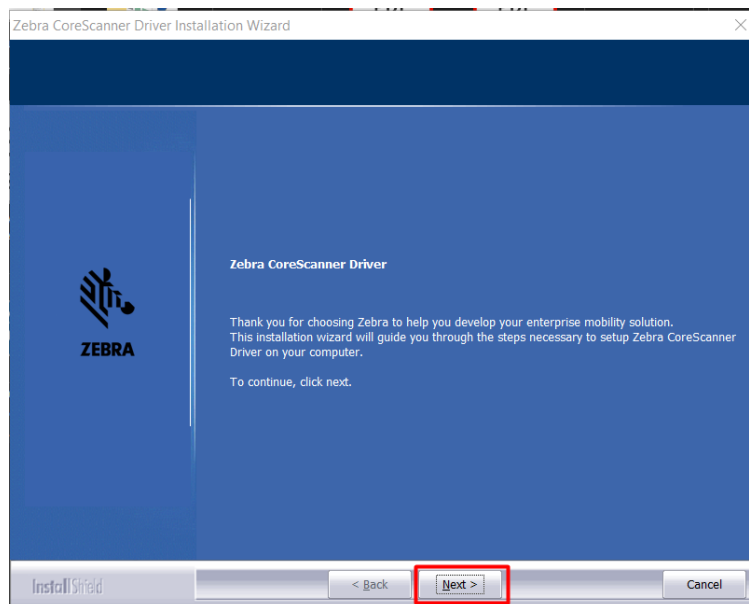 Zebra CoreScanner Driver Installation Wizard
Zebra CoreScanner Driver
Thank you for choosing Zebra to help you develop your enterprise mobility solution.
This installation wizard will guide you through the steps necessary to setup Zebra CoreScanner
Driver on your computer.
To continue, click next.
ZEBRA
InstallShield
< Back
Next >
Cancel